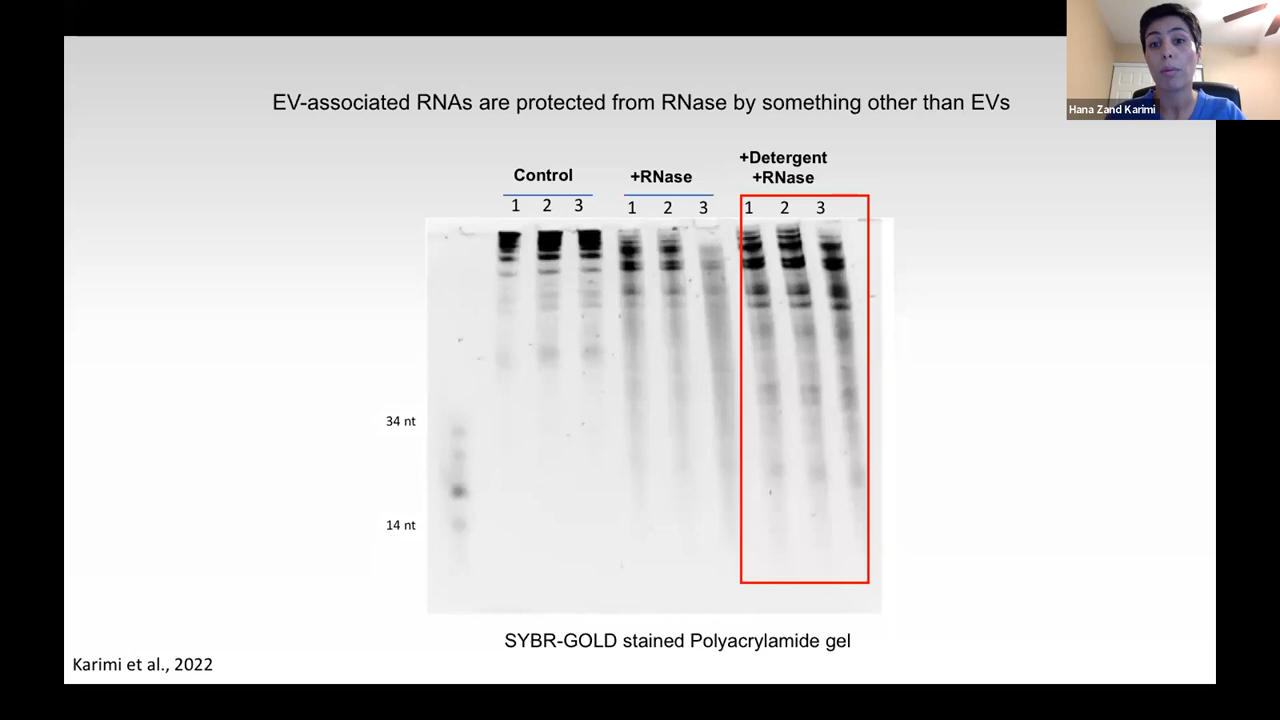 Hana Zand Karimi
EV-associated RNAs are protected from RNase by something other than EVs
Control
+RNase
+Detergent
+RNase
1 2 3
1 2 3
1 2 3
34 nt
14 nt
SYBR-GOLD stained Polyacrylamide gel
Karimi et al., 2022